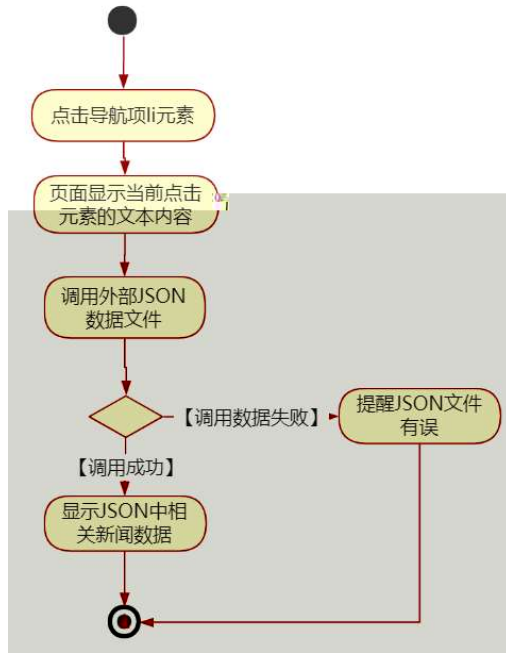 点击导航项li元素
页面显示当前点击
元素的文本内容
调用外部JSON
数据文件
【调用数据失败】
提醒JSON文件
有误
【调用成功】
显示JSON中相
关新闻数据